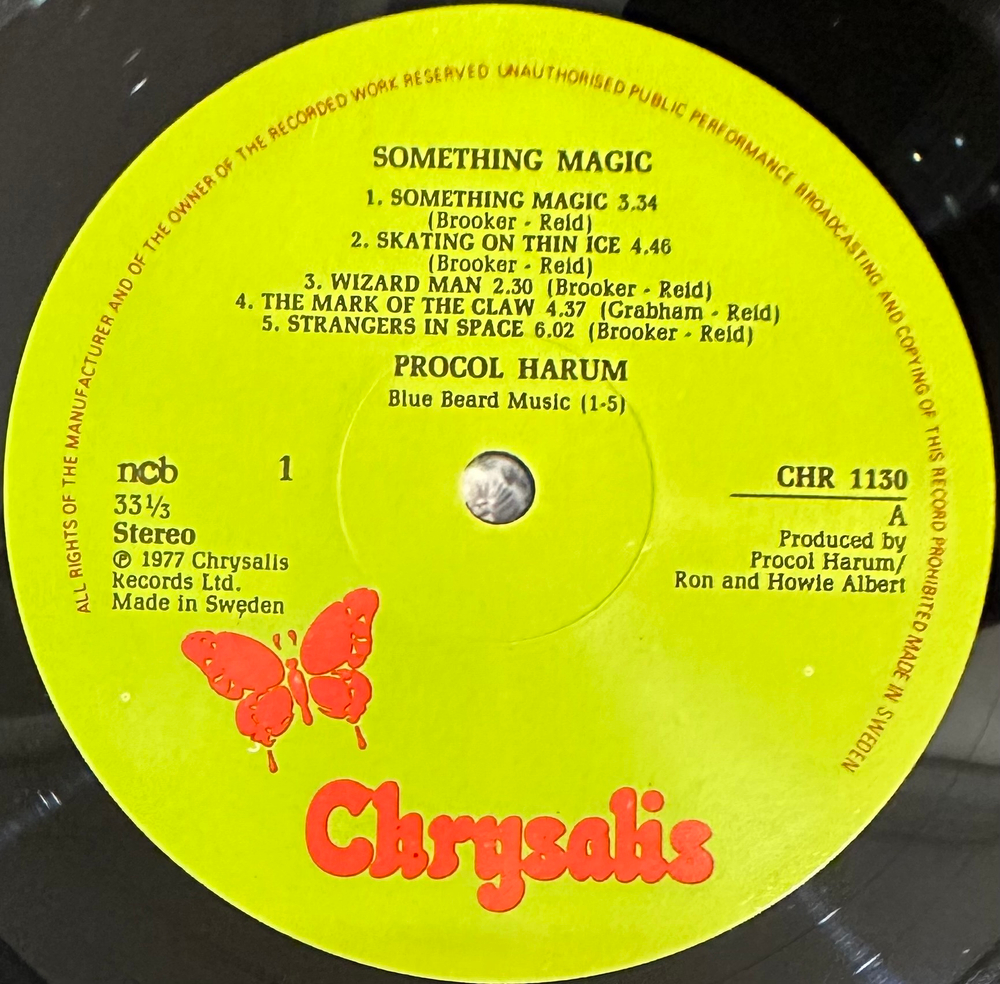 ALL RIGHTS OF THE MANUFACTURER AND OF THE OWNER OF THE RECORDED WORK RESERVED UNAUTHORISED PUBLIC PERFORMANCE BROADCASTING AND COPYING OF THIS RECORD PROHIBITED MADE IN SWEDEN
SOMETHING MAGIC
1. SOMETHING MAGIC 3.34
(Brooker - Reid)
2. SKATING ON THIN ICE 4.46
(Brooker - Reid)
3. WIZARD MAN 2.30 (Brooker - Reid)
4. THE MARK OF THE CLAW 4.37 (Grabham - Reid)
5. STRANGERS IN SPACE 6.02 (Brooker - Reid)
PROCOL HARUM
Blue Beard Music (1-5)
ncb 1
33⅓
Stereo
℗ 1977 Chrysalis
Records Ltd.
Made in Sweden
CHR 1130
A
Produced by
Procol Harum/
Ron and Howie Albert
Chrysalis